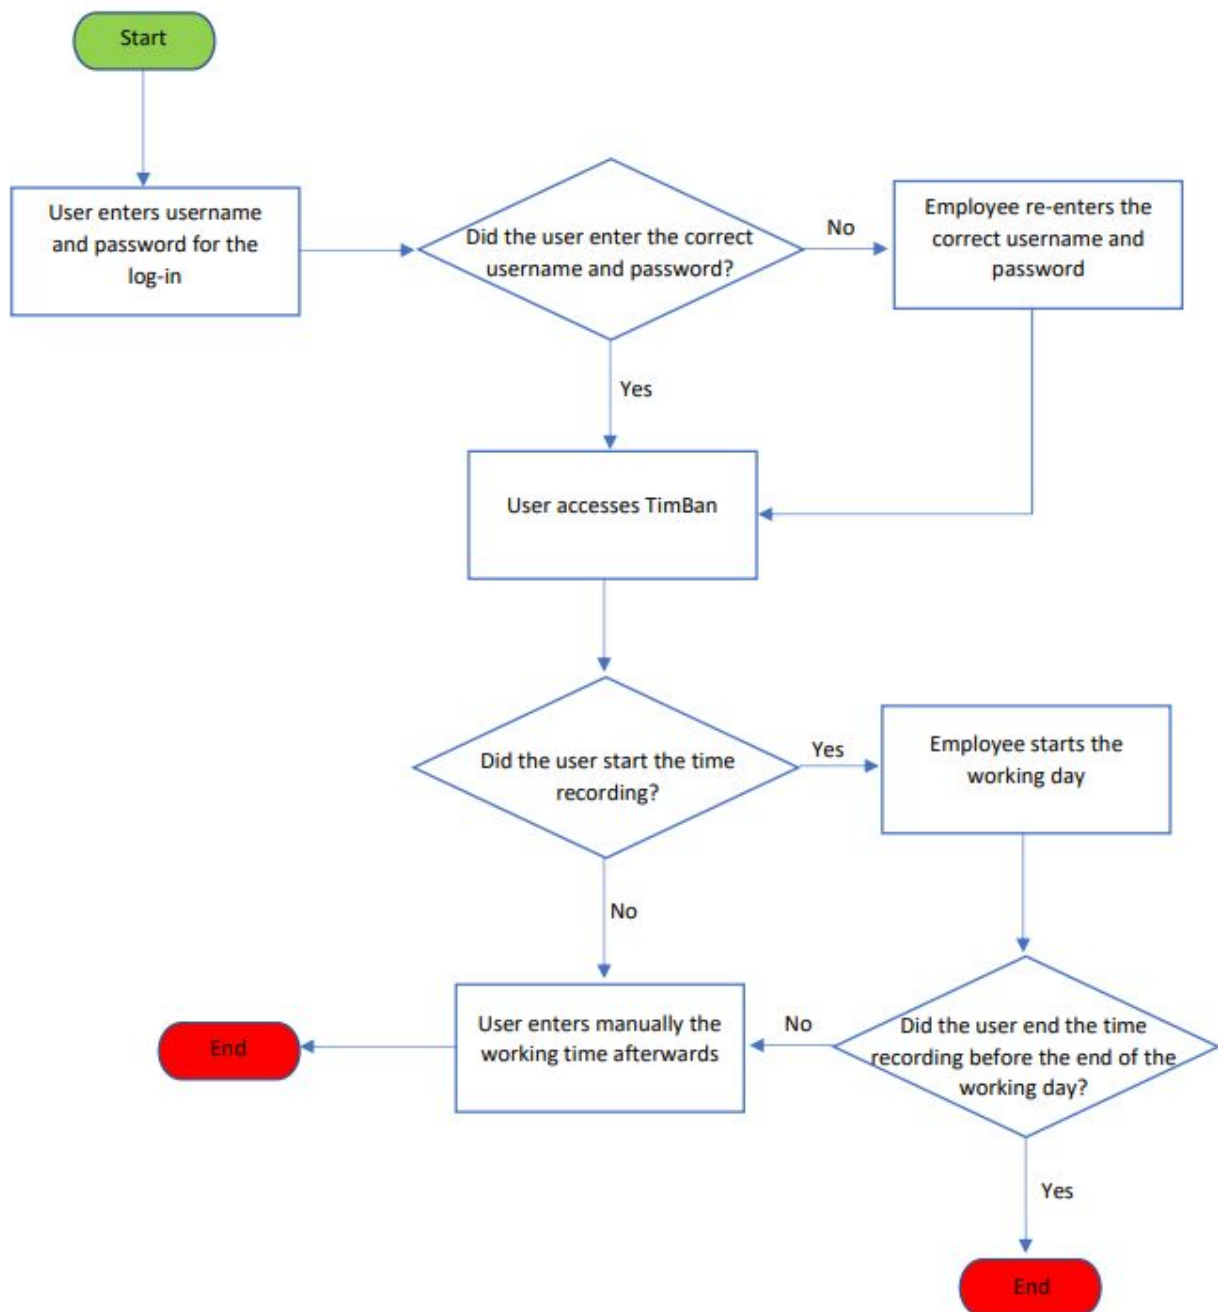 Start
User enters username
and password for the
log-in
Did the user enter the correct
username and password?
No
Employee re-enters the
correct username and
password
Yes
User accesses TimBan
Did the user start the time
recording?
Yes
Employee starts the
working day
No
User enters manually the
working time afterwards
End
No
Did the user end the time
recording before the end of the
working day?
Yes
End